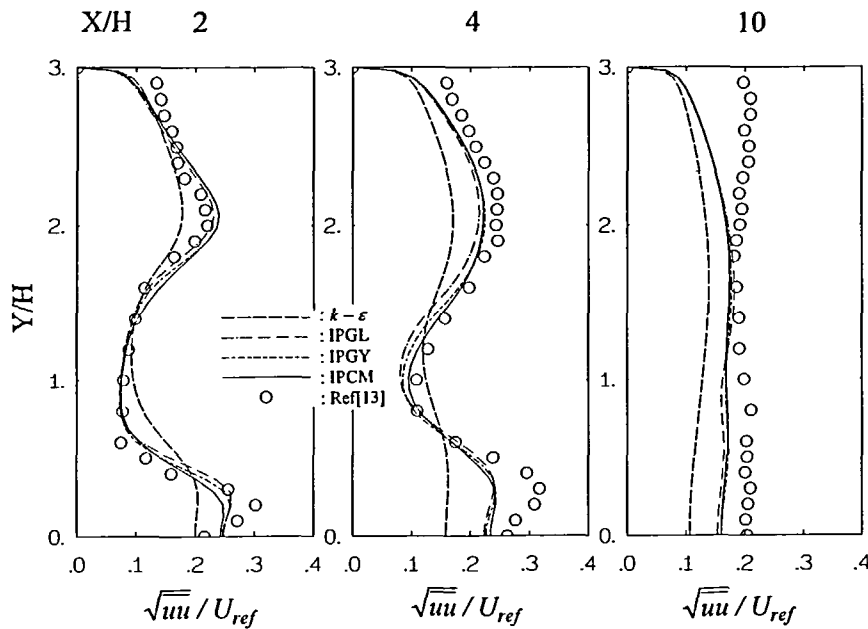 X/H 2 4 10
3. 3. 3.
2. 2. 2.
Y/H
: k – ε
: IPGL
: IPGY
: IPCM
: Ref[13]
1. 1. 1.
0. 0. 0.
.0 .1 .2 .3 .4 .0 .1 .2 .3 .4 .0 .1 .2 .3 .4
√uu / U_ref √uu / U_ref √uu / U_ref